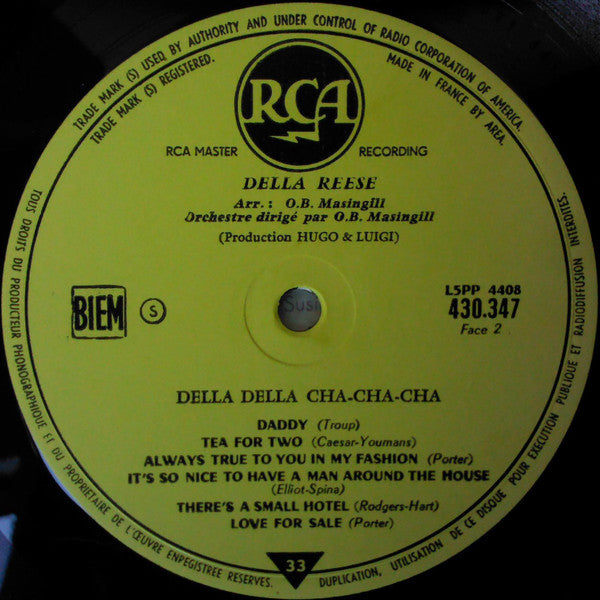 TRADE MARK (S) USED BY AUTHORITY AND UNDER CONTROL OF RADIO CORPORATION OF AMERICA.
TRADE MARK (S) REGISTERED.
MADE IN FRANCE BY AREA.
RCA
RCA MASTER RECORDING
DELLA REESE
Arr.: O.B. Masingill
Orchestre dirigé par O.B. Masingill
(Production HUGO & LUIGI)
BIEM
S
Susi
L5PP 4408
430.347
Face 2
DELLA DELLA CHA-CHA-CHA
DADDY (Troup)
TEA FOR TWO (Caesar-Youmans)
ALWAYS TRUE TO YOU IN MY FASHION (Porter)
IT'S SO NICE TO HAVE A MAN AROUND THE HOUSE
(Elliot-Spina)
THERE'S A SMALL HOTEL (Rodgers-Hart)
LOVE FOR SALE (Porter)
33
TOUS DROITS DU PRODUCTEUR PHONOGRAPHIQUE ET DU PROPRIETAIRE DE L'ŒUVRE ENREGISTREE RESERVES.
DUPLICATION, UTILISATION DE CE DISQUE POUR EXECUTION PUBLIQUE ET RADIODIFFUSION INTERDITES.